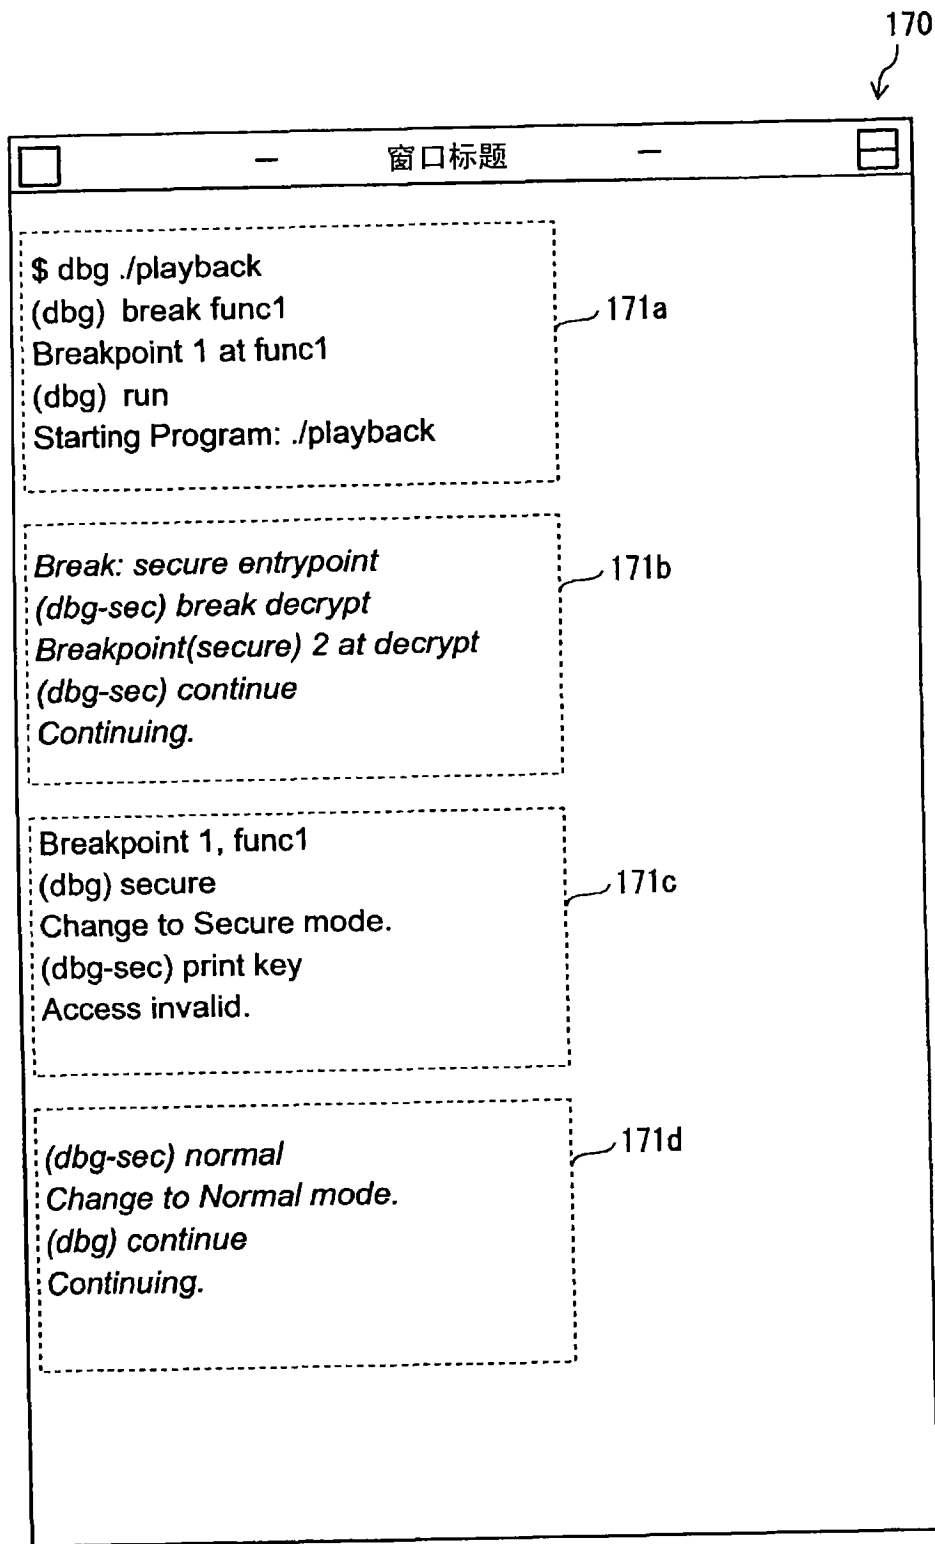 170
窗口标题
$ dbg ./playback
(dbg) break func1
Breakpoint 1 at func1
(dbg) run
Starting Program: ./playback
171a
Break: secure entrypoint
(dbg-sec) break decrypt
Breakpoint(secure) 2 at decrypt
(dbg-sec) continue
Continuing.
171b
Breakpoint 1, func1
(dbg) secure
Change to Secure mode.
(dbg-sec) print key
Access invalid.
171c
(dbg-sec) normal
Change to Normal mode.
(dbg) continue
Continuing.
171d